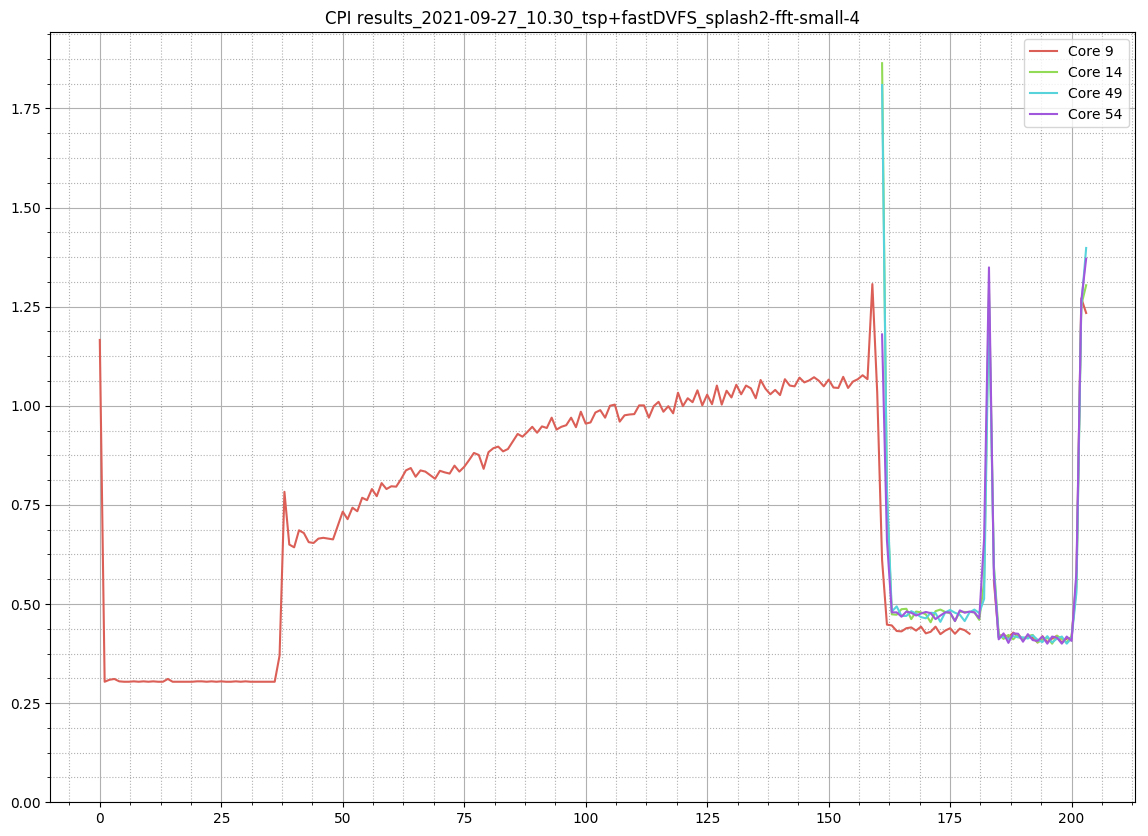 CPI results_2021-09-27_10.30_tsp+fastDVFS_splash2-fft-small-4
Core 9
Core 14
Core 49
Core 54
1.75
1.50
1.25
1.00
0.75
0.50
0.25
0.00
0 25 50 75 100 125 150 175 200